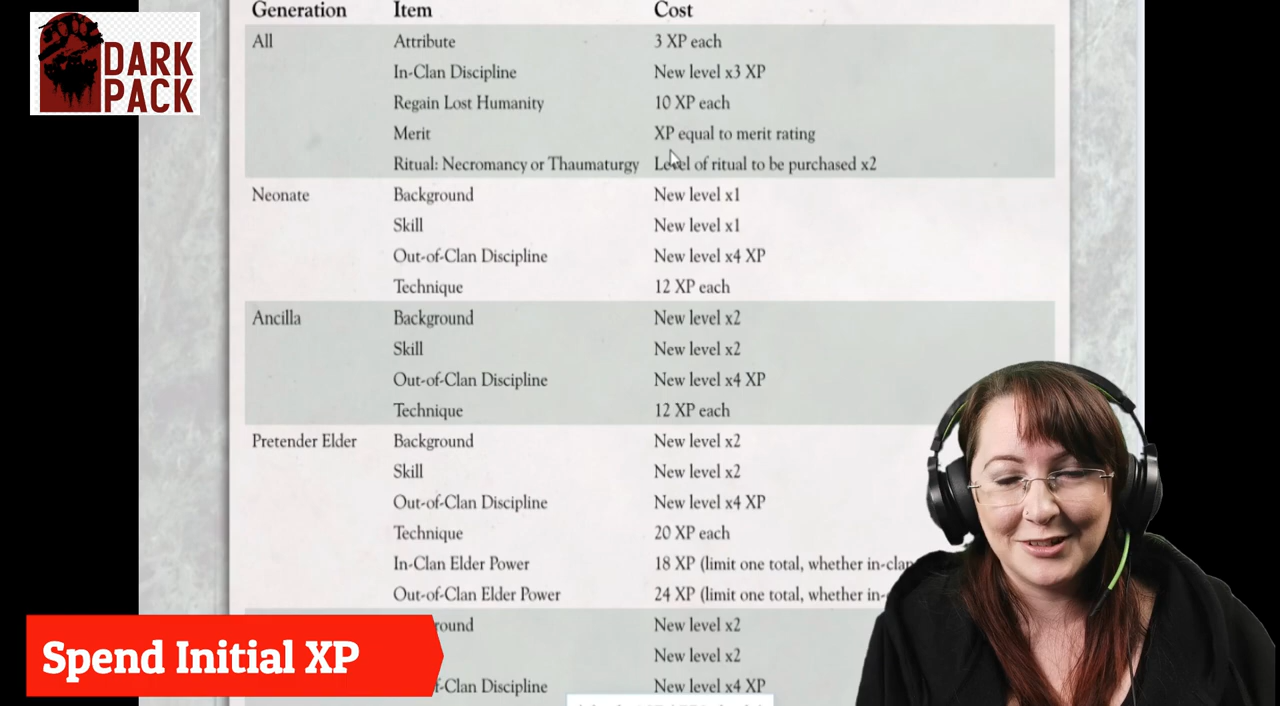 DARK
PACK
Generation Item Cost
All Attribute 3 XP each
In-Clan Discipline New level x3 XP
Regain Lost Humanity 10 XP each
Merit XP equal to merit rating
Ritual: Necromancy or Thaumaturgy Level of ritual to be purchased x2
Neonate Background New level x1
Skill New level x1
Out-of-Clan Discipline New level x4 XP
Technique 12 XP each
Ancilla Background New level x2
Skill New level x2
Out-of-Clan Discipline New level x4 XP
Technique 12 XP each
Pretender Elder Background New level x2
Skill New level x2
Out-of-Clan Discipline New level x4 XP
Technique 20 XP each
In-Clan Elder Power 18 XP (limit one total, whether in-clan
Out-of-Clan Elder Power 24 XP (limit one total, whether in-
round New level x2
New level x2
f-Clan Discipline New level x4 XP
Spend Initial XP